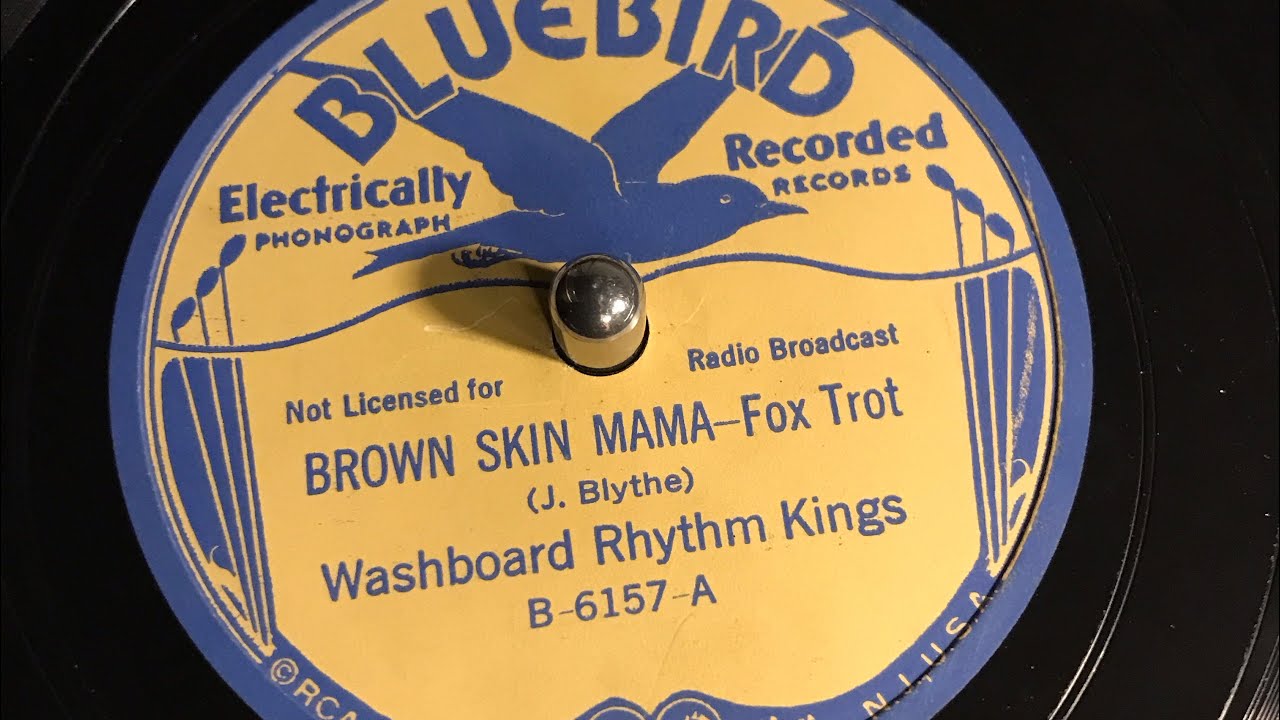 BLUEBIRD
Electrically Recorded
PHONOGRAPH RECORDS
Not Licensed for Radio Broadcast
BROWN SKIN MAMA–Fox Trot
(J. Blythe)
Washboard Rhythm Kings
B-6157-A
©RCA
N.J., U.S.A.